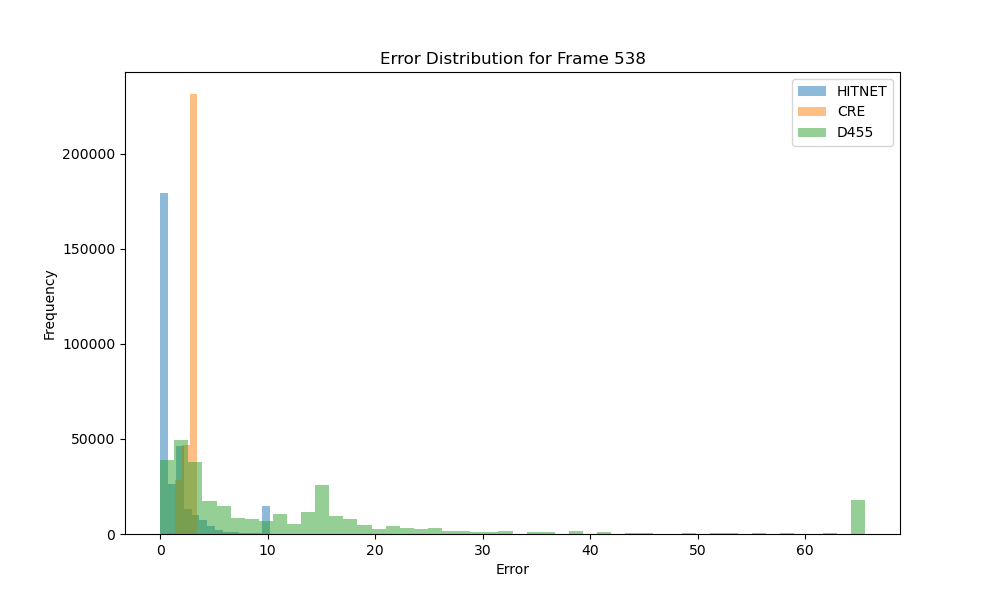 Error Distribution for Frame 538
HITNET
CRE
D455
200000
150000
100000
50000
0
Frequency
0 10 20 30 40 50 60
Error